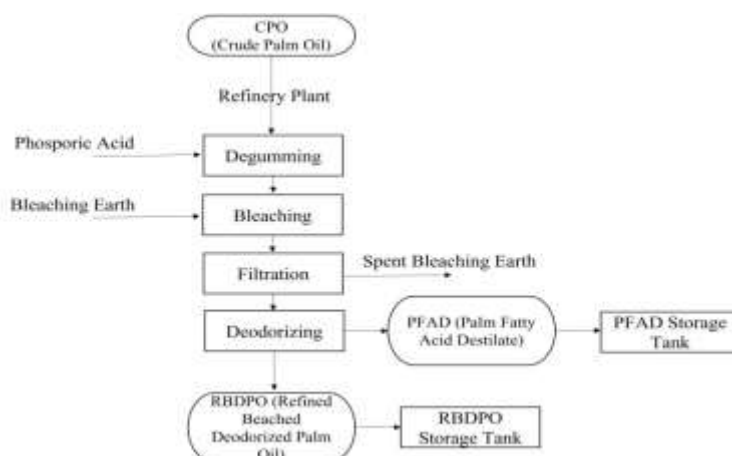 CPO
(Crude Palm Oil)
Refinery Plant
Phosporic Acid
Degumming
Bleaching Earth
Bleaching
Spent Bleaching Earth
Filtration
Deodorizing
PFAD (Palm Fatty
Acid Destilate)
PFAD Storage
Tank
RBDPO (Refined
Beached
Deodorized Palm
Oil)
RBDPO
Storage Tank